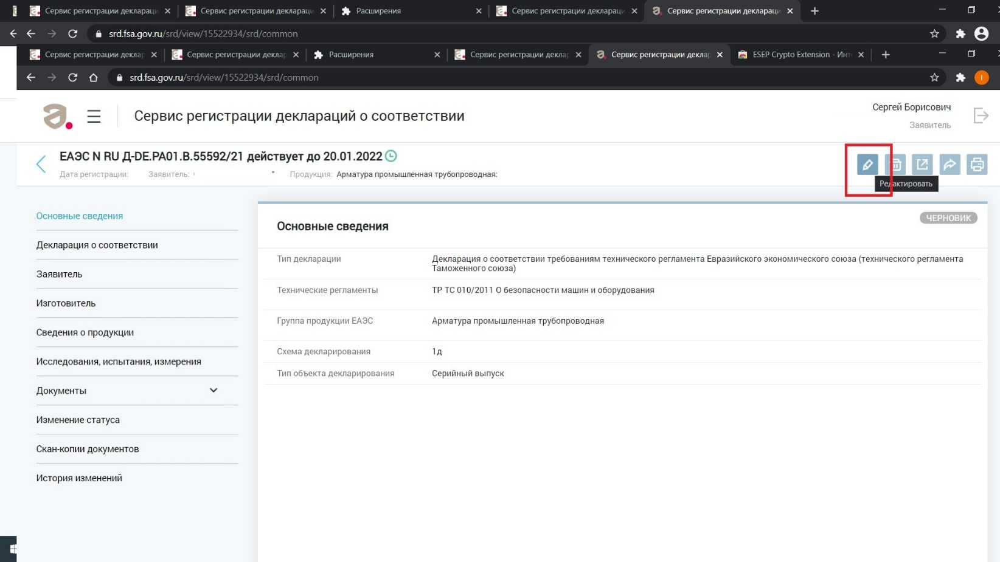 Сервис регистрации деклараци
Сервис регистрации деклараци
Расширения
Сервис регистрации деклараци
Сервис регистрации деклараци
srd.fsa.gov.ru/srd/view/15522934/srd/common
Сервис регистрации деклар
Сервис регистрации деклар
Расширения
Сервис регистрации деклар
Сервис регистрации деклар
ESEP Crypto Extension - Инт
srd.fsa.gov.ru/srd/view/15522934/srd/common
I
Сервис регистрации деклараций о соответствии
Сергей Борисович
Заявитель
ЕАЭС N RU Д-DE.РА01.В.55592/21 действует до 20.01.2022
Дата регистрации: Заявитель: Продукция: Арматура промышленная трубопроводная:
Редактировать
Основные сведения
Декларация о соответствии
Заявитель
Изготовитель
Сведения о продукции
Исследования, испытания, измерения
Документы
Изменение статуса
Скан-копии документов
История изменений
ЧЕРНОВИК
Основные сведения
Тип декларации Декларация о соответствии требованиям технического регламента Евразийского экономического союза (технического регламента
Таможенного союза)
Технические регламенты ТР ТС 010/2011 О безопасности машин и оборудования
Группа продукции ЕАЭС Арматура промышленная трубопроводная
Схема декларирования 1д
Тип объекта декларирования Серийный выпуск